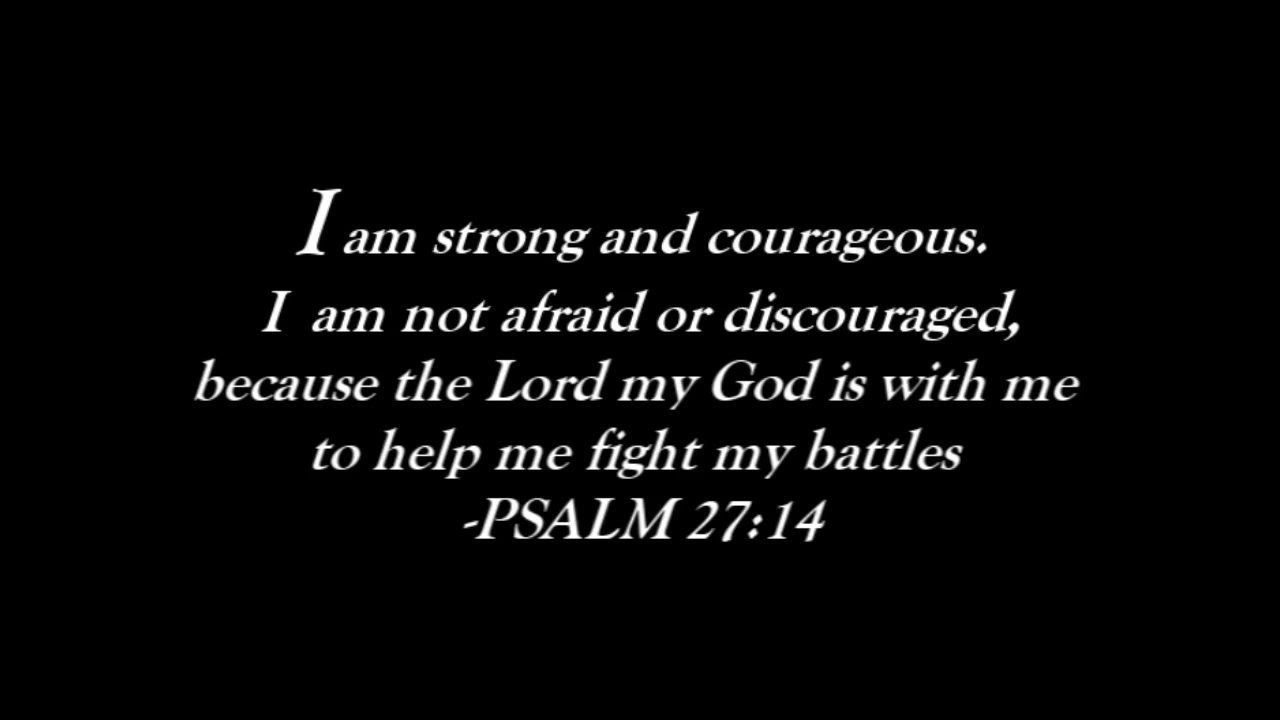 I am strong and courageous.
I am not afraid or discouraged,
because the Lord my God is with me
to help me fight my battles
-PSALM 27:14